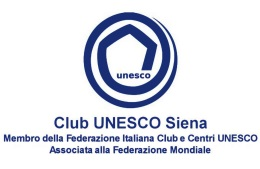 unesco
Club UNESCO Siena
Membro della Federazione Italiana Club e Centri UNESCO
Associata alla Federazione Mondiale